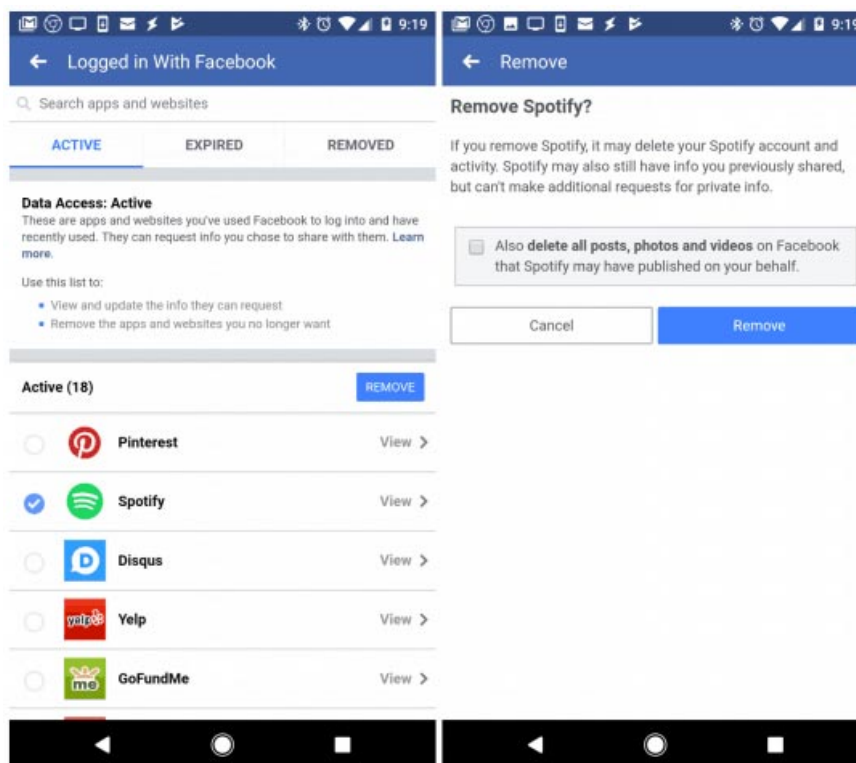 9:19
Logged in With Facebook
Search apps and websites
ACTIVE EXPIRED REMOVED
Data Access: Active
These are apps and websites you've used Facebook to log into and have
recently used. They can request info you chose to share with them. Learn
more.
Use this list to:
View and update the info they can request
Remove the apps and websites you no longer want
Active (18) REMOVE
Pinterest View
Spotify View
D
Disqus View
yelp
Yelp View
me
GoFundMe View
9:19
Remove
Remove Spotify?
If you remove Spotify, it may delete your Spotify account and
activity. Spotify may also still have info you previously shared,
but can't make additional requests for private info.
Also delete all posts, photos and videos on Facebook
that Spotify may have published on your behalf.
Cancel Remove